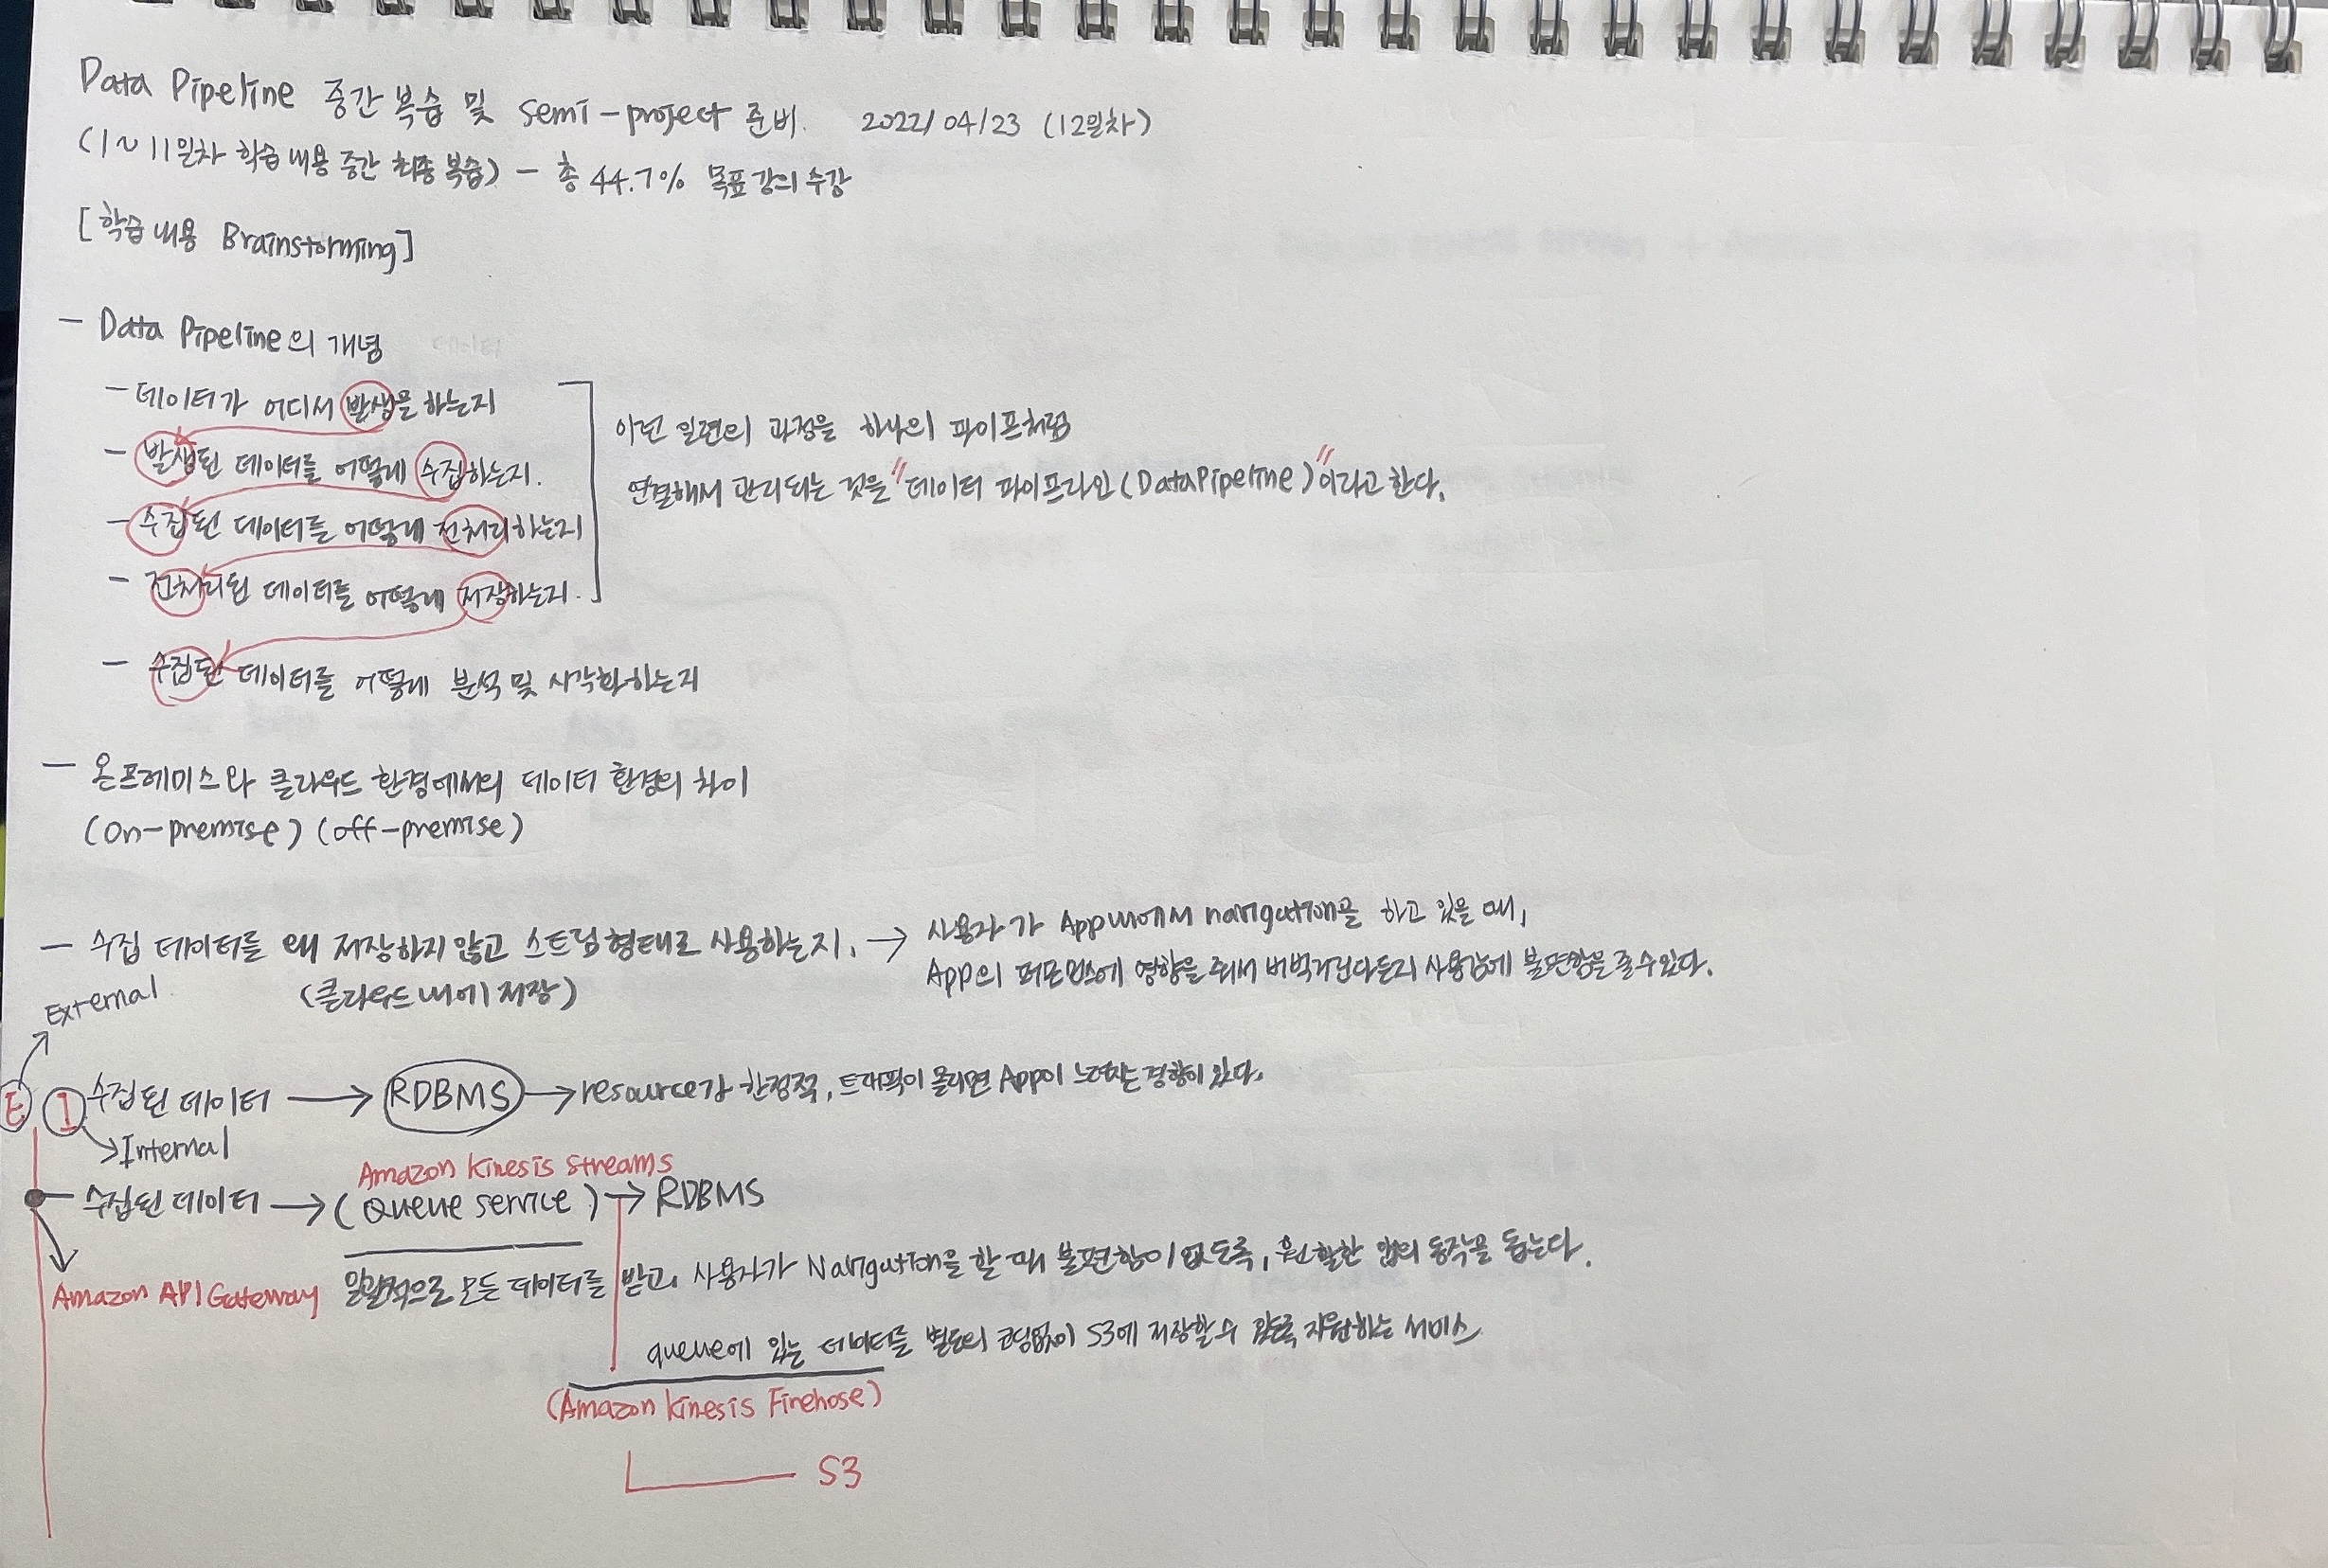 Data Pipeline 중간 복습 및 semi-project 준비. 2022/04/23 (12일차)
(1~11일차 학습 내용 중간 최종 복습) - 총 44.7% 목표 강의 수강
[학습 내용 Brainstorming]
- Data Pipeline의 개념
- 데이터가 어디서 발생을 하는지
- 발생된 데이터를 어떻게 수집하는지.
- 수집된 데이터를 어떻게 전처리하는지
- 전처리된 데이터를 어떻게 저장하는지.
- 수집된 데이터를 어떻게 분석 및 시각화하는지
이런 일련의 과정을 하나의 파이프처럼
연결해서 관리되는 것을 "데이터 파이프라인(DataPipeline)"이라고 한다.
- 온프레미스와 클라우드 환경에서의 데이터 환경의 차이
(on-premise) (off-premise)
- 수집 데이터를 왜 저장하지 않고 스트림형태로 사용하는지. → 사용자가 App내에서 navigation을 하고 있을 때,
(클라우드 내에 저장)
App의 퍼포먼스에 영향을 줘서 버벅거린다든지 사용감에 불편함을 줄 수 있다.
External
E I 수집된 데이터 → RDBMS → resource가 한정적, 트래픽이 몰리면 App이 느려지는 경향이 있다.
→ Internal
Amazon Kinesis Streams
수집된 데이터 → (Queue service) → RDBMS
Amazon API Gateway
일괄적으로 모든 데이터를 받고, 사용자가 Navigation을 할 때 불편함이 없도록, 원활한 앱의 동작을 돕는다.
queue에 있는 데이터를 별도의 코딩없이 S3에 저장할 수 있도록 지원하는 서비스
(Amazon Kinesis Firehose)
S3